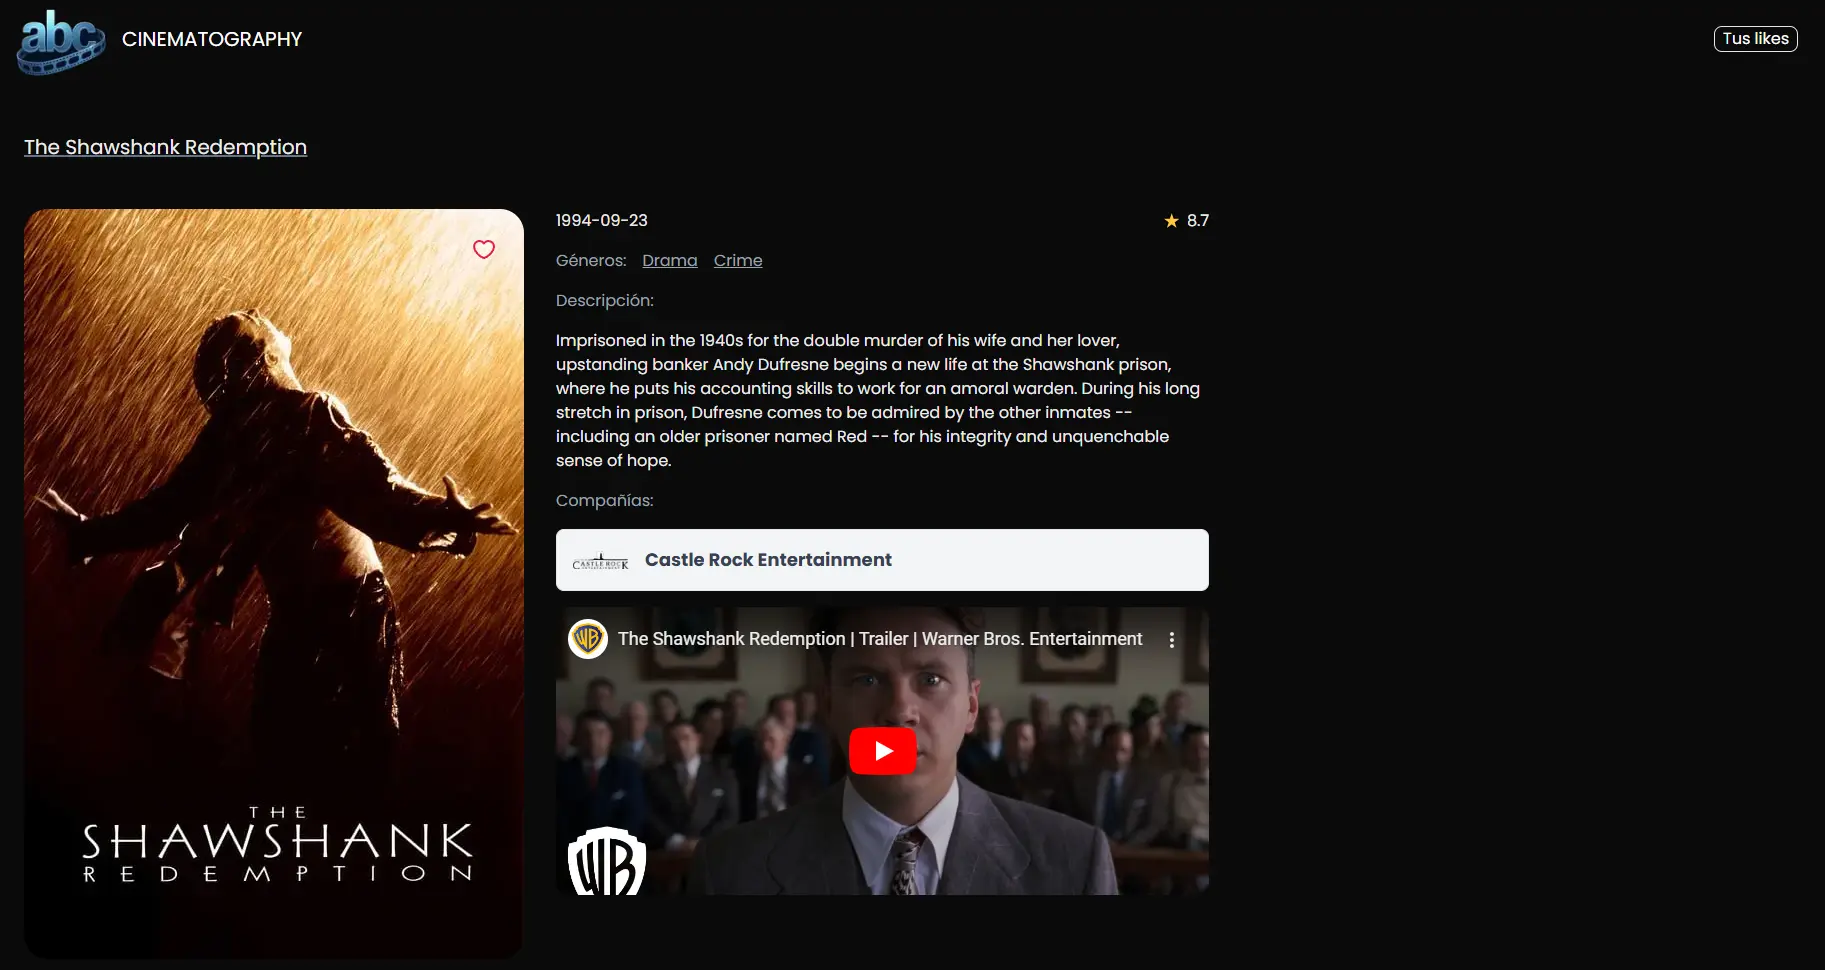 abc
CINEMATOGRAPHY
Tus likes
The Shawshank Redemption
THE
SHAWSHANK
REDEMPTION
1994-09-23
8.7
Géneros: Drama Crime
Descripción:
Imprisoned in the 1940s for the double murder of his wife and her lover,
upstanding banker Andy Dufresne begins a new life at the Shawshank prison,
where he puts his accounting skills to work for an amoral warden. During his long
stretch in prison, Dufresne comes to be admired by the other inmates --
including an older prisoner named Red -- for his integrity and unquenchable
sense of hope.
Compañías:
CASTLE ROCK
ENTERTAINMENT
Castle Rock Entertainment
WB
The Shawshank Redemption | Trailer | Warner Bros. Entertainment
WB